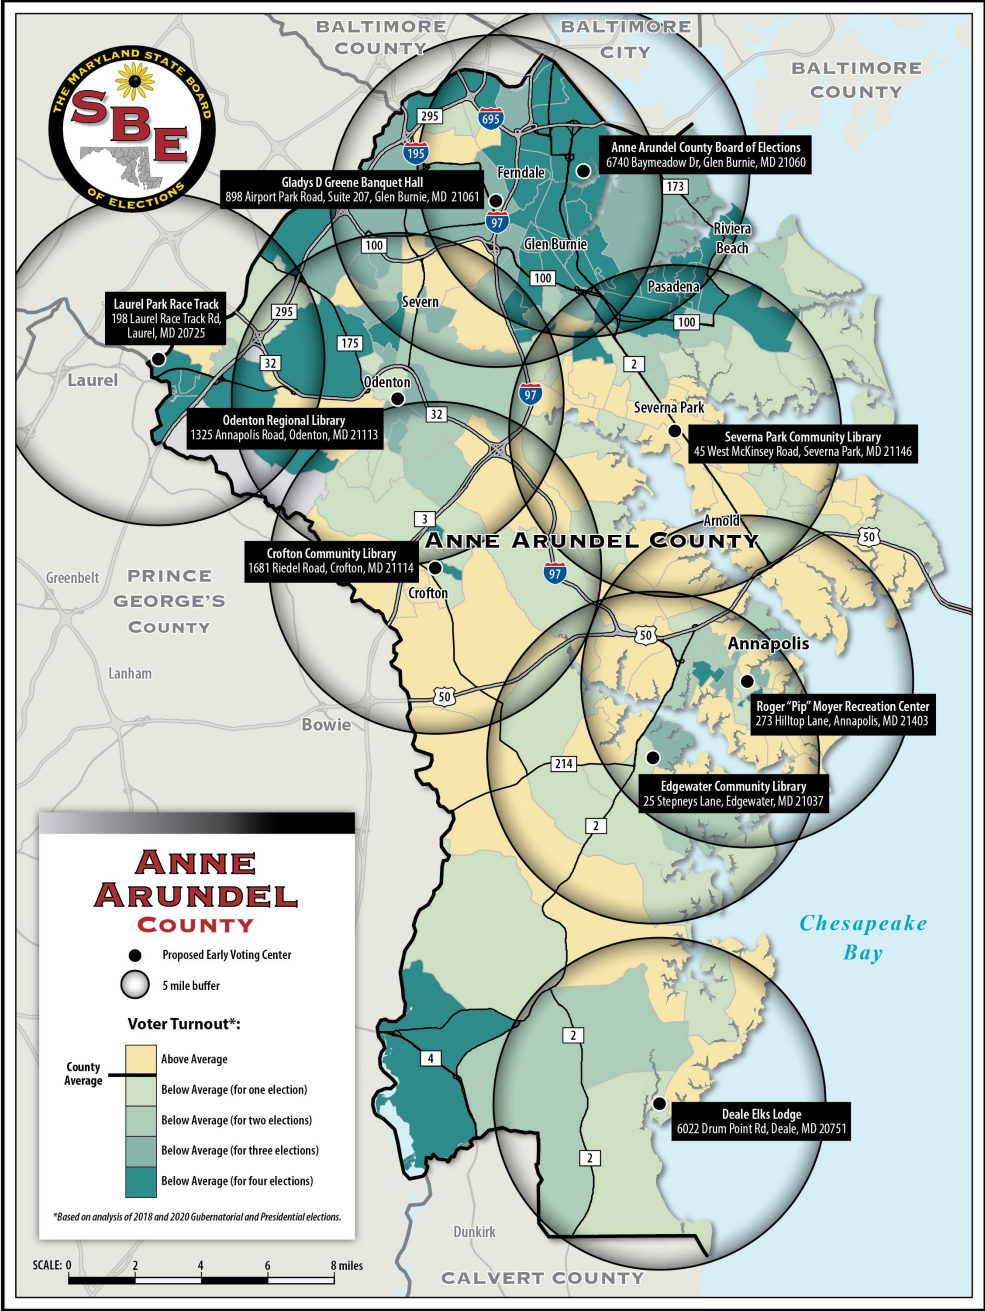 BALTIMORE
COUNTY
BALTIMORE
CITY
BALTIMORE
COUNTY
THE MARYLAND STATE BOARD
SBE
OF ELECTIONS
295
695
195
Anne Arundel County Board of Elections
6740 Baymeadow Dr, Glen Burnie, MD 21060
Ferndale
Gladys D Greene Banquet Hall
898 Airport Park Road, Suite 207, Glen Burnie, MD 21061
173
97
Riviera
Beach
100
Glen Burnie
100
Pasadena
Laurel Park Race Track
198 Laurel Race Track Rd,
Laurel, MD 20725
Severn
295
100
175
2
32
Laurel
Odenton
97
32
Severna Park
Odenton Regional Library
1325 Annapolis Road, Odenton, MD 21113
Severna Park Community Library
45 West McKinsey Road, Severna Park, MD 21146
3
Arnold
ANNE ARUNDEL COUNTY
50
Crofton Community Library
1681 Riedel Road, Crofton, MD 21114
97
Greenbelt
PRINCE
GEORGE'S
COUNTY
Crofton
50
Annapolis
Lanham
50
Roger “Pip” Moyer Recreation Center
273 Hilltop Lane, Annapolis, MD 21403
Bowie
214
Edgewater Community Library
25 Stepneys Lane, Edgewater, MD 21037
2
ANNE
ARUNDEL
COUNTY
Proposed Early Voting Center
5 mile buffer
Voter Turnout*:
County
Average
Above Average
Below Average (for one election)
Below Average (for two elections)
Below Average (for three elections)
Below Average (for four elections)
*Based on analysis of 2018 and 2020 Gubernatorial and Presidential elections.
Chesapeake
Bay
2
4
Deale Elks Lodge
6022 Drum Point Rd, Deale, MD 20751
2
Dunkirk
SCALE: 0 2 4 6 8 miles
CALVERT COUNTY